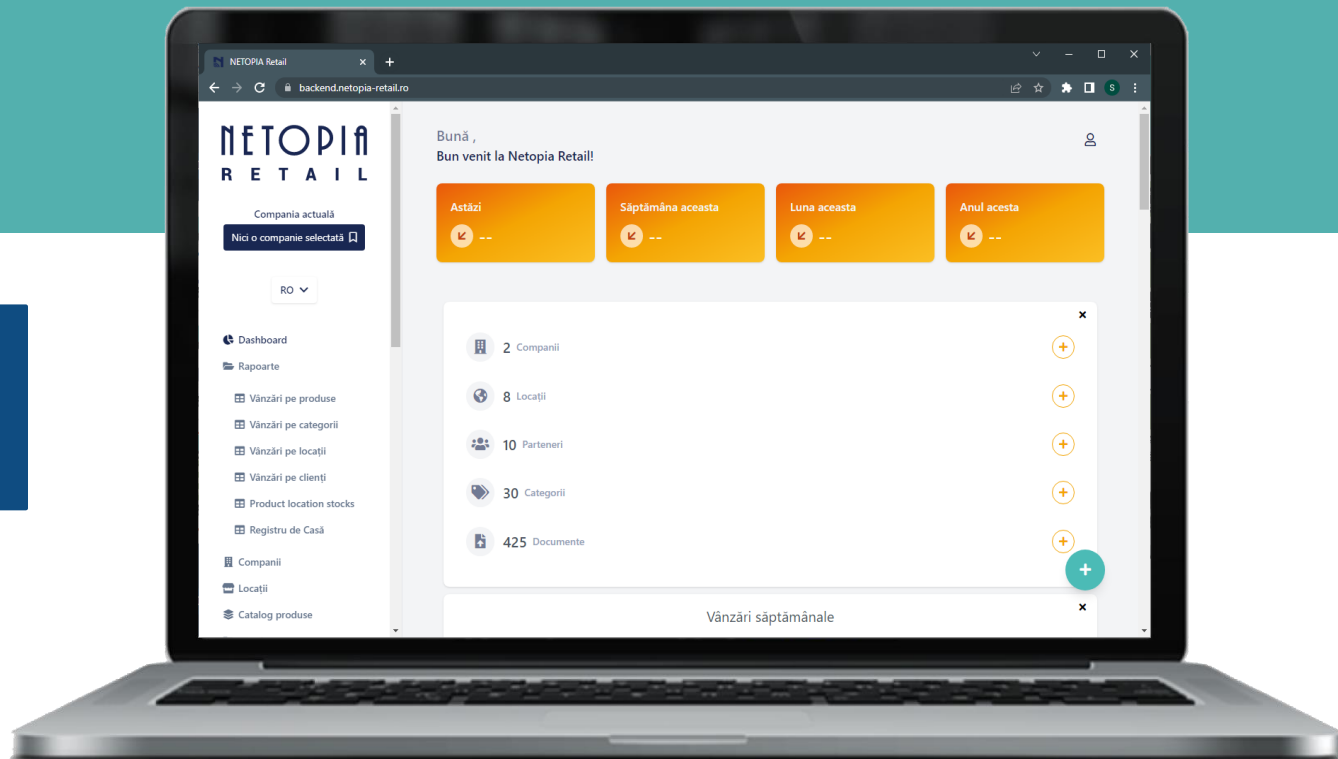 NETOPIA Retail
backend.netopia-retail.ro
S
NETOPIA
RETAIL
Compania actuală
Nici o companie selectată
RO
Dashboard
Rapoarte
Vânzări pe produse
Vânzări pe categorii
Vânzări pe locații
Vânzări pe clienți
Product location stocks
Registru de Casă
Companii
Locații
Catalog produse
Bună ,
Bun venit la Netopia Retail!
Astăzi
--
Săptămâna aceasta
--
Luna aceasta
--
Anul acesta
--
2 Companii
8 Locații
10 Parteneri
30 Categorii
425 Documente
Vânzări săptămânale